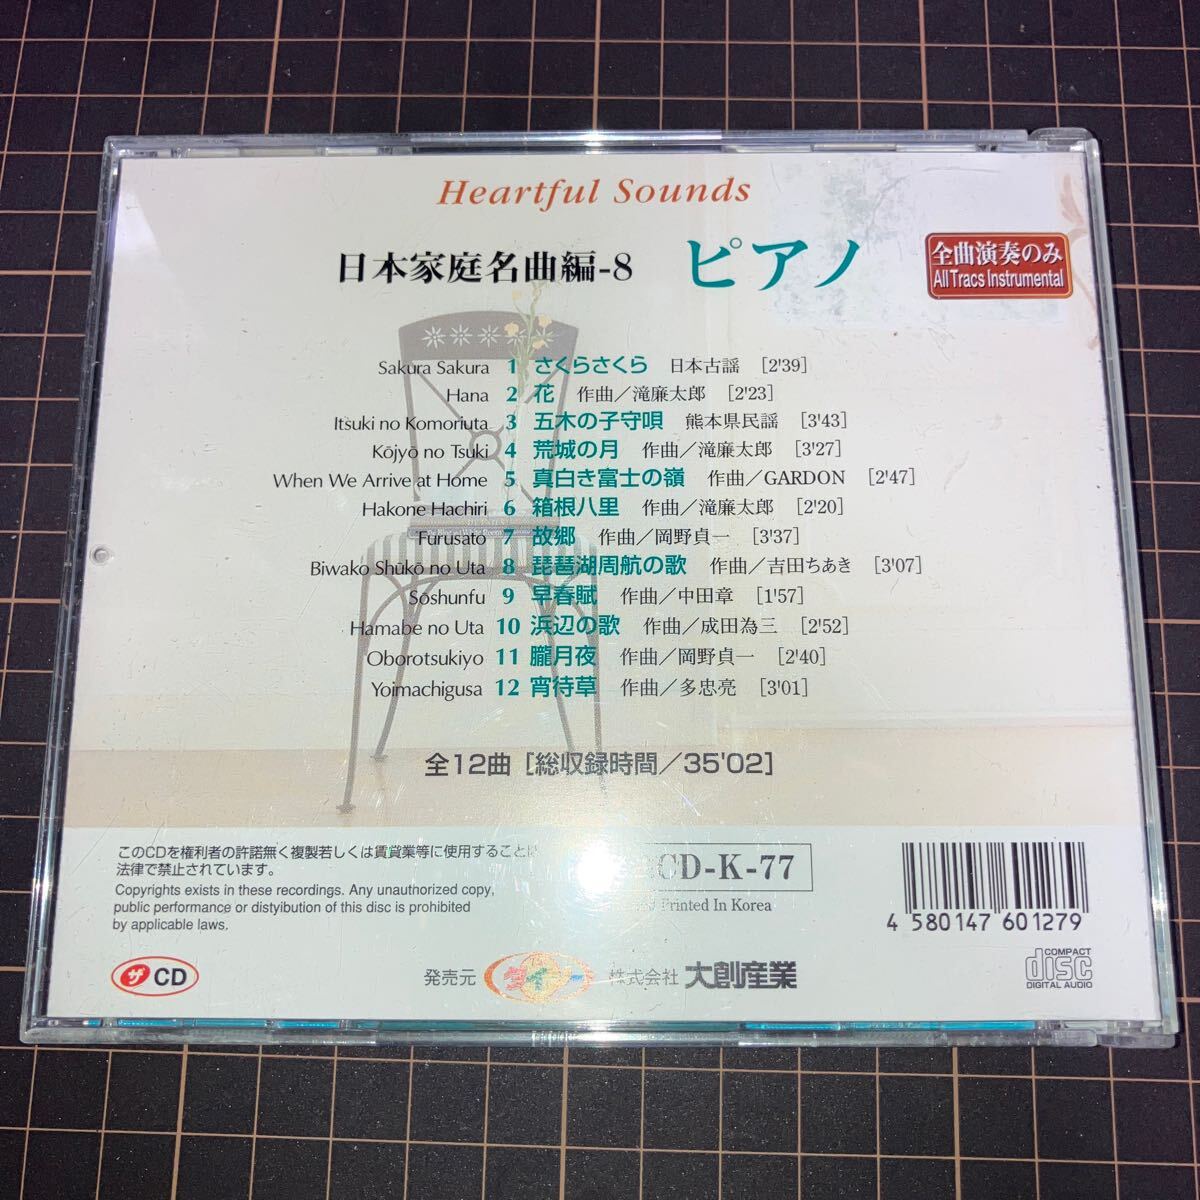 Heartful Sounds
日本家庭名曲編-8 ピアノ
全曲演奏のみ
All Tracs Instrumental
Sakura Sakura 1 さくらさくら 日本古謡 [2'39]
Hana 2 花 作曲／滝廉太郎 [2'23]
Itsuki no Komoriuta 3 五木の子守唄 熊本県民謡 [3'43]
Kōjyō no Tsuki 4 荒城の月 作曲／滝廉太郎 [3'27]
When We Arrive at Home 5 真白き富士の嶺 作曲／GARDON [2'47]
Hakone Hachiri 6 箱根八里 作曲／滝廉太郎 [2'20]
Furusato 7 故郷 作曲／岡野貞一 [3'37]
Biwako Shūkō no Uta 8 琵琶湖周航の歌 作曲／吉田ちあき [3'07]
Sōshunfu 9 早春賦 作曲／中田章 [1'57]
Hamabe no Uta 10 浜辺の歌 作曲／成田為三 [2'52]
Oborotsukiyo 11 朧月夜 作曲／岡野貞一 [2'40]
Yoimachigusa 12 宵待草 作曲／多忠亮 [3'01]
全12曲 [総収録時間／35'02]
このCDを権利者の許諾無く複製若しくは賃貸業等に使用することは
法律で禁止されています。
Copyrights exists in these recordings. Any unauthorized copy,
public performance or distyibution of this disc is prohibited
by applicable laws.
CD-K-77
Printed In Korea
4 580147 601279
ザ CD
発売元 ダイソー 株式会社 大創産業
COMPACT
disc
DIGITAL AUDIO